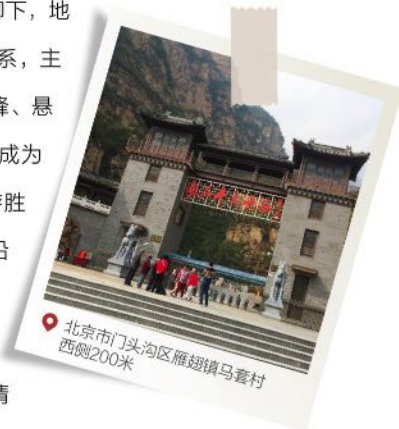 卩下，地
系，主
峰、悬
成为
胜
沿
北京市门头沟区雁翅镇马套村
西侧200米
情